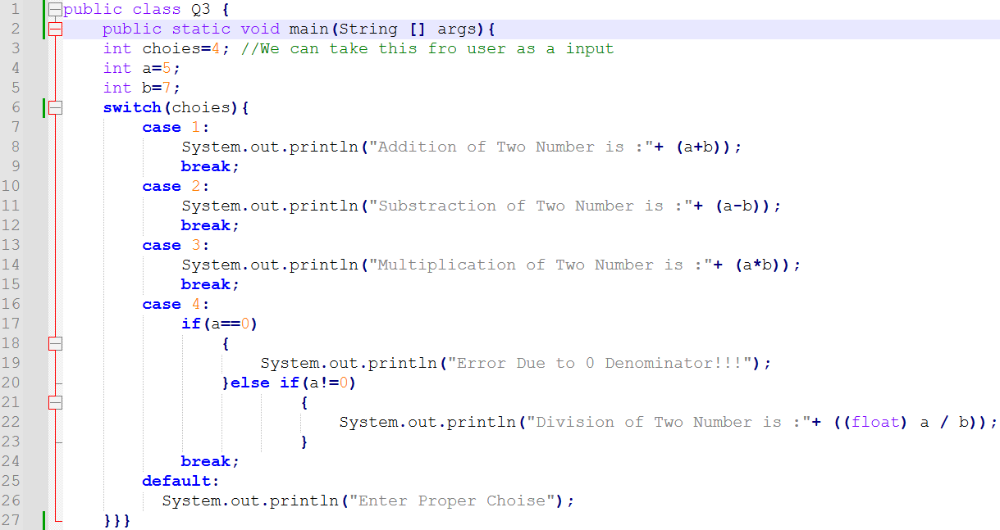 1 public class Q3 {
2 public static void main(String [] args){
3 int choies=4; //We can take this fro user as a input
4 int a=5;
5 int b=7;
6 switch(choies){
7 case 1:
8 System.out.println("Addition of Two Number is :"+ (a+b));
9 break;
10 case 2:
11 System.out.println("Substraction of Two Number is :"+ (a-b));
12 break;
13 case 3:
14 System.out.println("Multiplication of Two Number is :"+ (a*b));
15 break;
16 case 4:
17 if(a==0)
18 {
19 System.out.println("Error Due to 0 Denominator!!!");
20 }else if(a!=0)
21 {
22 System.out.println("Division of Two Number is :"+ ((float) a / b));
23 }
24 break;
25 default:
26 System.out.println("Enter Proper Choise");
27 }}}